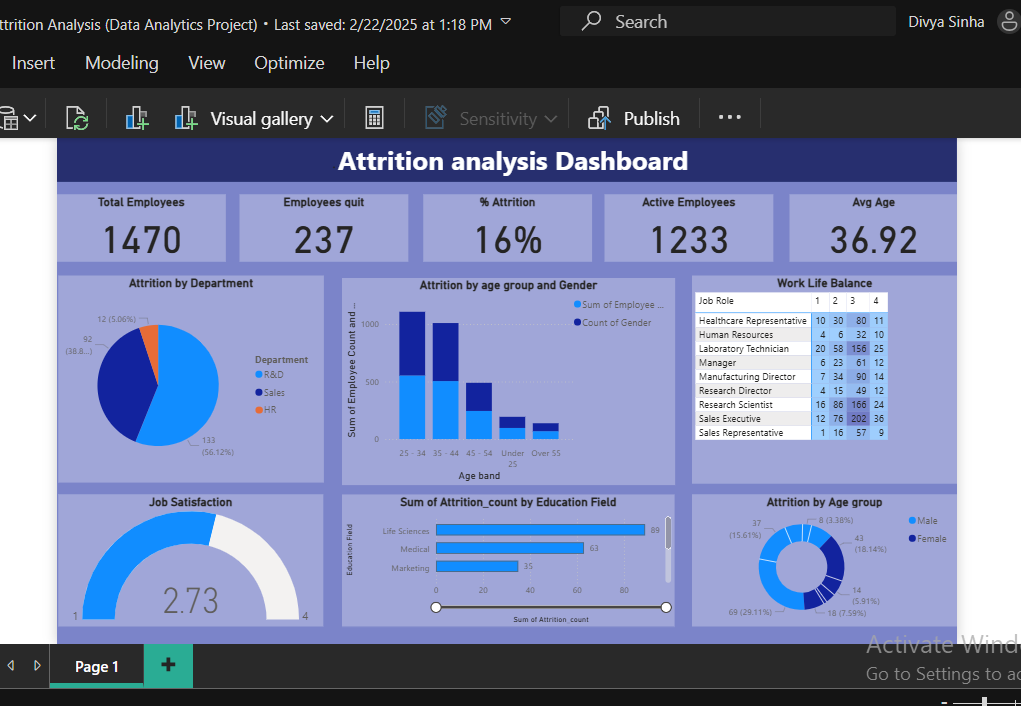 ttrition Analysis (Data Analytics Project) • Last saved: 2/22/2025 at 1:18 PM
Search
Divya Sinha
Insert Modeling View Optimize Help
Visual gallery
Sensitivity
Publish
Attrition analysis Dashboard
Total Employees
1470
Employees quit
237
% Attrition
16%
Active Employees
1233
Avg Age
36.92
Attrition by Department
12 (5.06%)
92
(38.8...)
133
(56.12%)
Department
R&D
Sales
HR
Attrition by age group and Gender
Sum of Employee ...
Count of Gender
Sum of Employee Count and ...
1000
500
0
25 - 34 35 - 44 45 - 54 Under 25 Over 55
Age band
Work Life Balance
Job Role 1 2 3 4
Healthcare Representative 10 30 80 11
Human Resources 4 6 32 10
Laboratory Technician 20 58 156 25
Manager 6 23 61 12
Manufacturing Director 7 34 90 14
Research Director 4 15 49 12
Research Scientist 16 86 166 24
Sales Executive 12 76 202 36
Sales Representative 1 16 57 9
Job Satisfaction
2.73
1
4
Sum of Attrition_count by Education Field
Education Field
Life Sciences 89
Medical 63
Marketing 35
0 20 40 60 80
Sum of Attrition_count
Attrition by Age group
37
(15.61%)
8 (3.38%)
43
(18.14%)
14
(5.91%)
18 (7.59%)
69 (29.11%)
Male
Female
Activate Wind
Go to Settings to ac
Page 1
+